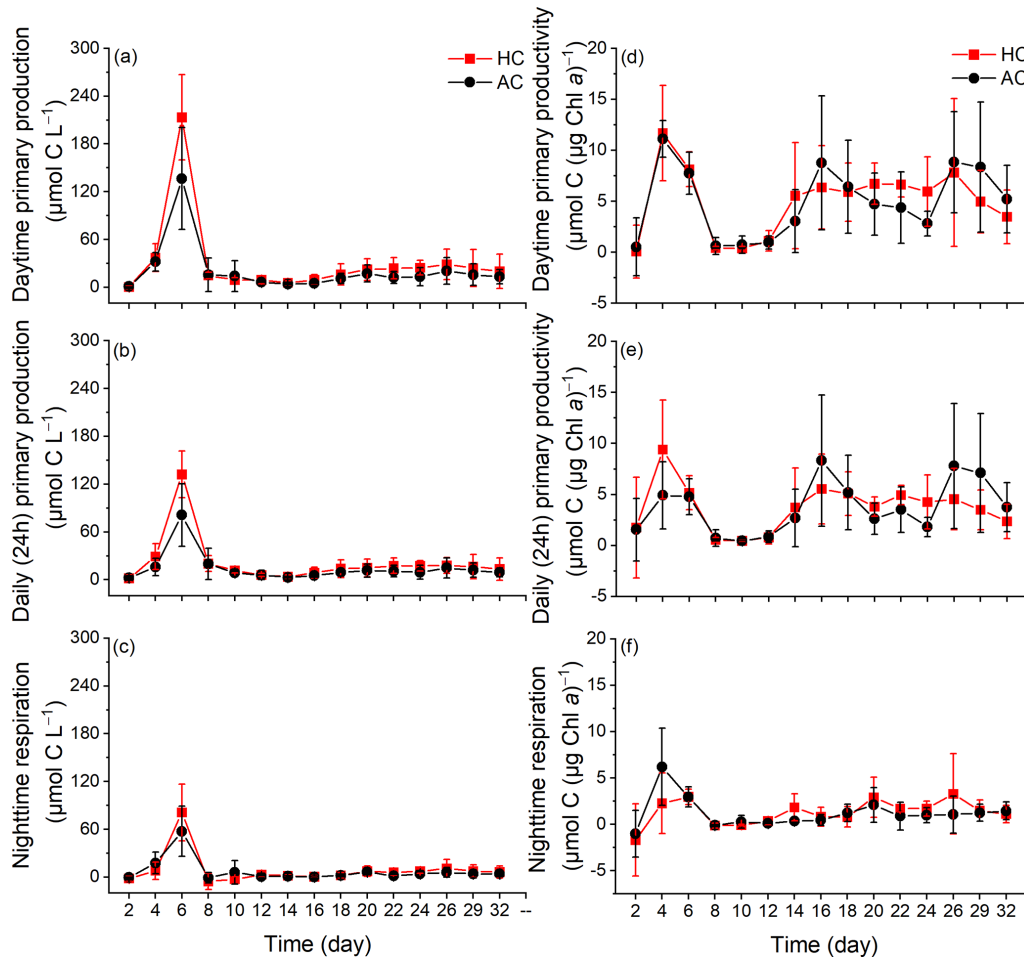 (a)
HC
AC
Daytime primary production
(µmol C L⁻¹)
300
240
180
120
60
0
(d)
HC
AC
Daytime primary productivity
(µmol C (µg Chl a)⁻¹
20
15
10
5
0
-5
(b)
Daily (24h) primary production
(µmol C L⁻¹)
300
240
180
120
60
0
(e)
Daily (24h) primary productivity
(µmol C (µg Chl a)⁻¹
20
15
10
5
0
-5
(c)
Nighttime respiration
(µmol C L⁻¹)
300
240
180
120
60
0
2 4 6 8 10 12 14 16 18 20 22 24 26 29 32 --
Time (day)
(f)
Nighttime respiration
(µmol C (µg Chl a)⁻¹
20
15
10
5
0
-5
2 4 6 8 10 12 14 16 18 20 22 24 26 29 32
Time (day)